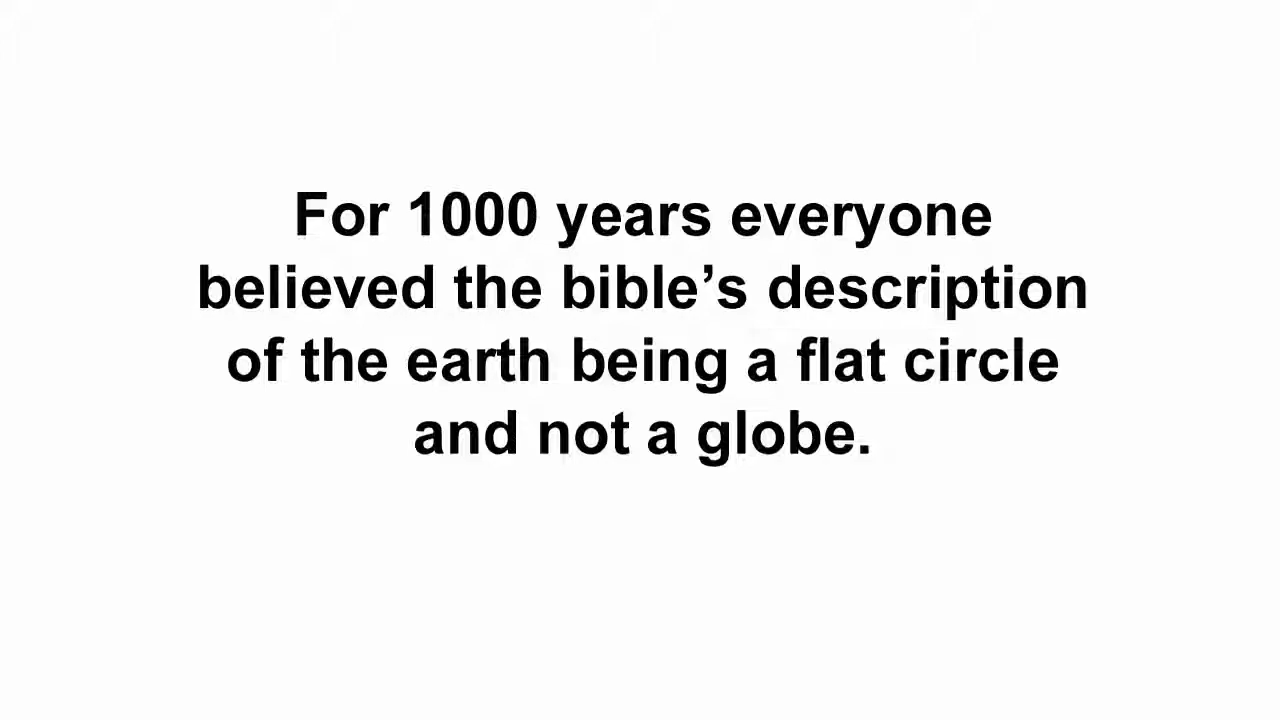 For 1000 years everyone
believed the bible’s description
of the earth being a flat circle
and not a globe.